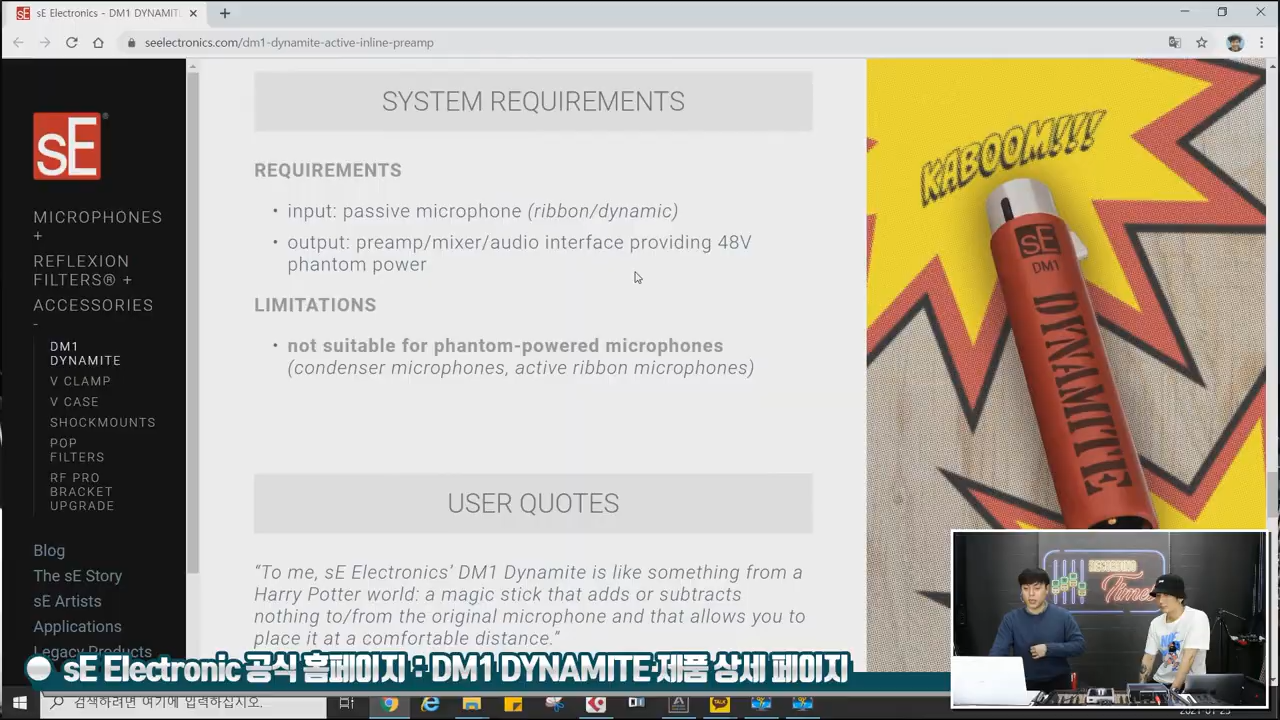 sE Electronics - DM1 DYNAMIT
seelectronics.com/dm1-dynamite-active-inline-preamp
sE
MICROPHONES
+
REFLEXION
FILTERS® +
ACCESSORIES
-
DM1
DYNAMITE
V CLAMP
V CASE
SHOCKMOUNTS
POP
FILTERS
RF PRO
BRACKET
UPGRADE
Blog
The sE Story
sE Artists
Applications
Legacy Products
SYSTEM REQUIREMENTS
REQUIREMENTS
• input: passive microphone (ribbon/dynamic)
• output: preamp/mixer/audio interface providing 48V
phantom power
LIMITATIONS
• not suitable for phantom-powered microphones
(condenser microphones, active ribbon microphones)
USER QUOTES
“To me, sE Electronics’ DM1 Dynamite is like something from a
Harry Potter world: a magic stick that adds or subtracts
nothing to/from the original microphone and that allows you to
place it at a comfortable distance.”
KABOOM!!!
sE
DM1
DYNAMITE
Time
sE Electronic 공식 홈페이지 : DM1 DYNAMITE 제품 상세 페이지
검색하려면 여기에 입력하십시오.
TALK
2021-01-25